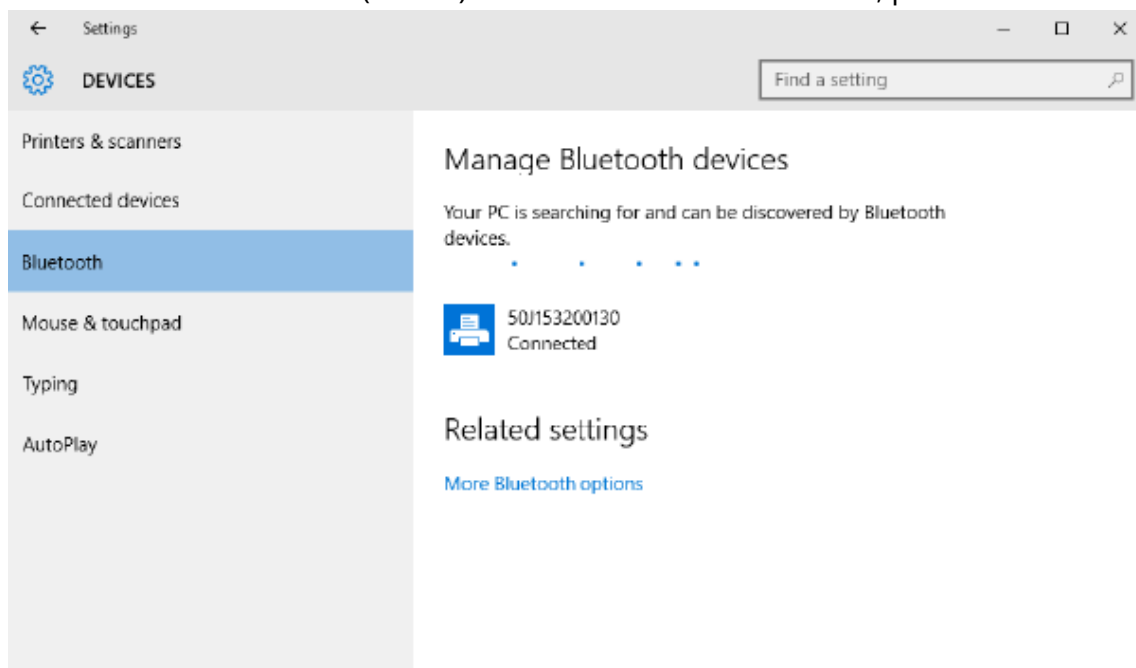 Settings
DEVICES
Find a setting
Printers & scanners
Connected devices
Bluetooth
Mouse & touchpad
Typing
AutoPlay
Manage Bluetooth devices
Your PC is searching for and can be discovered by Bluetooth
devices.
50J153200130
Connected
Related settings
More Bluetooth options